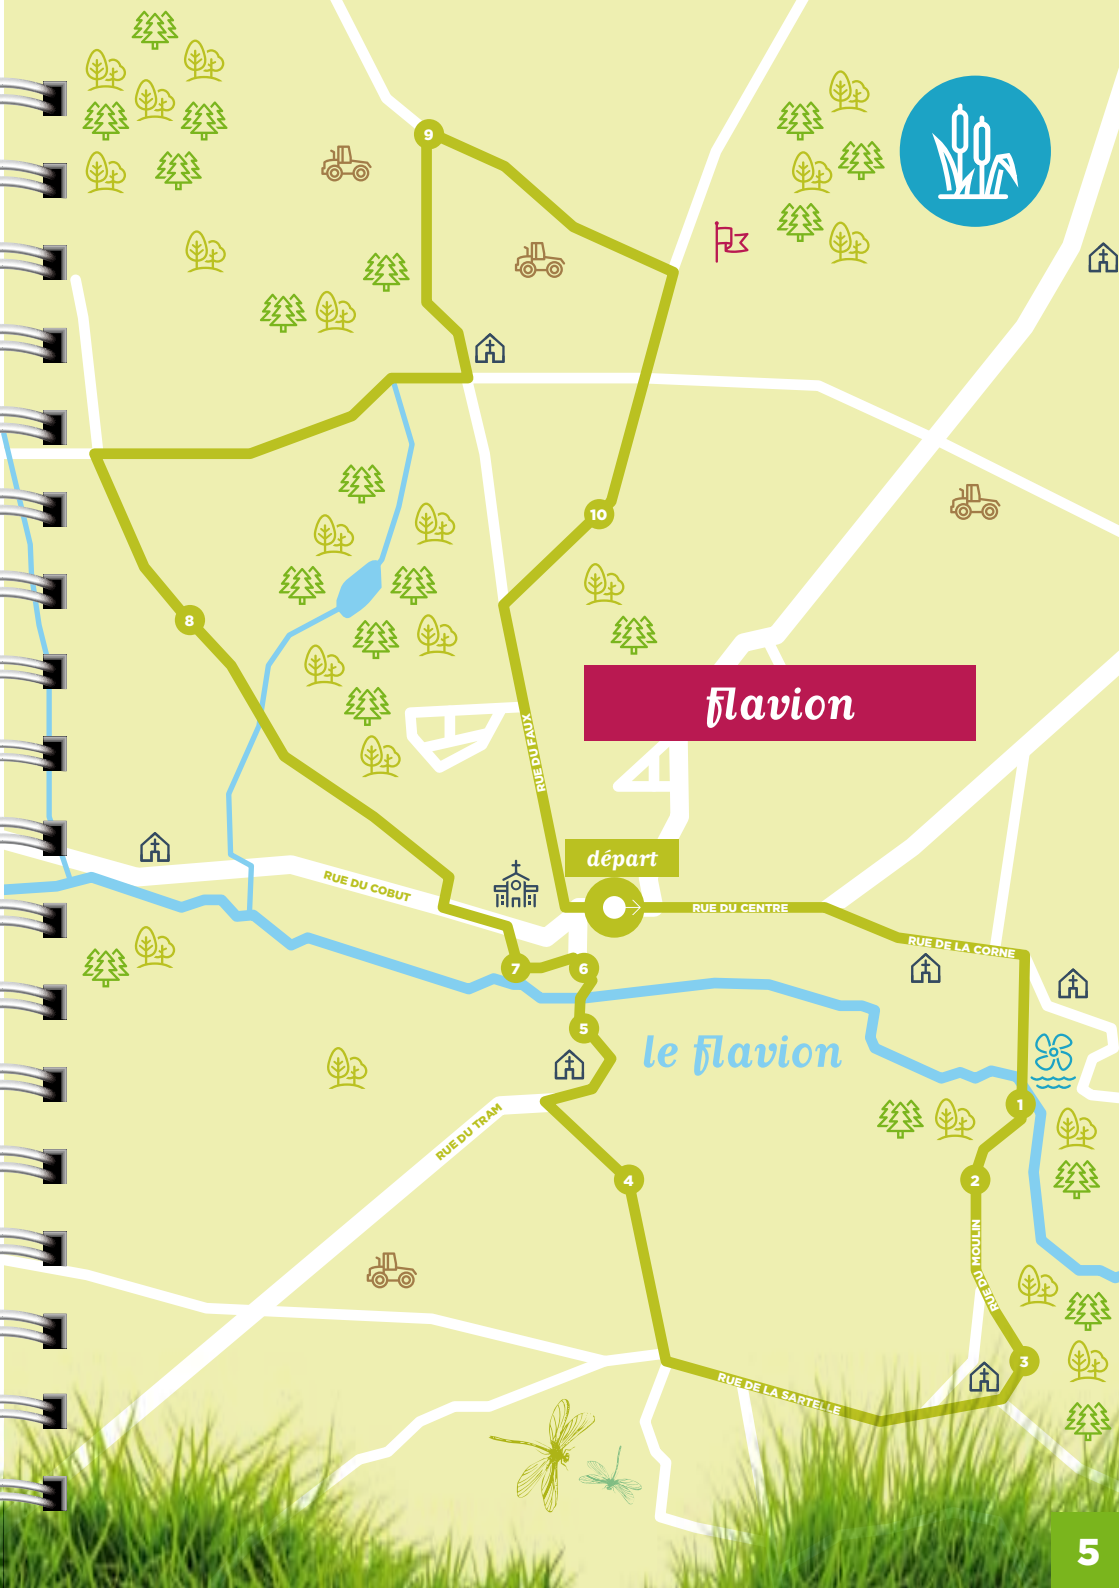 9
10
8
flavion
RUE DU FAUX
départ
RUE DU COBUT
RUE DU CENTRE
RUE DE LA CORNE
7
6
5
le flavion
1
RUE DU TRAM
4
2
RUE DU MOULIN
3
RUE DE LA SARTELLE
5